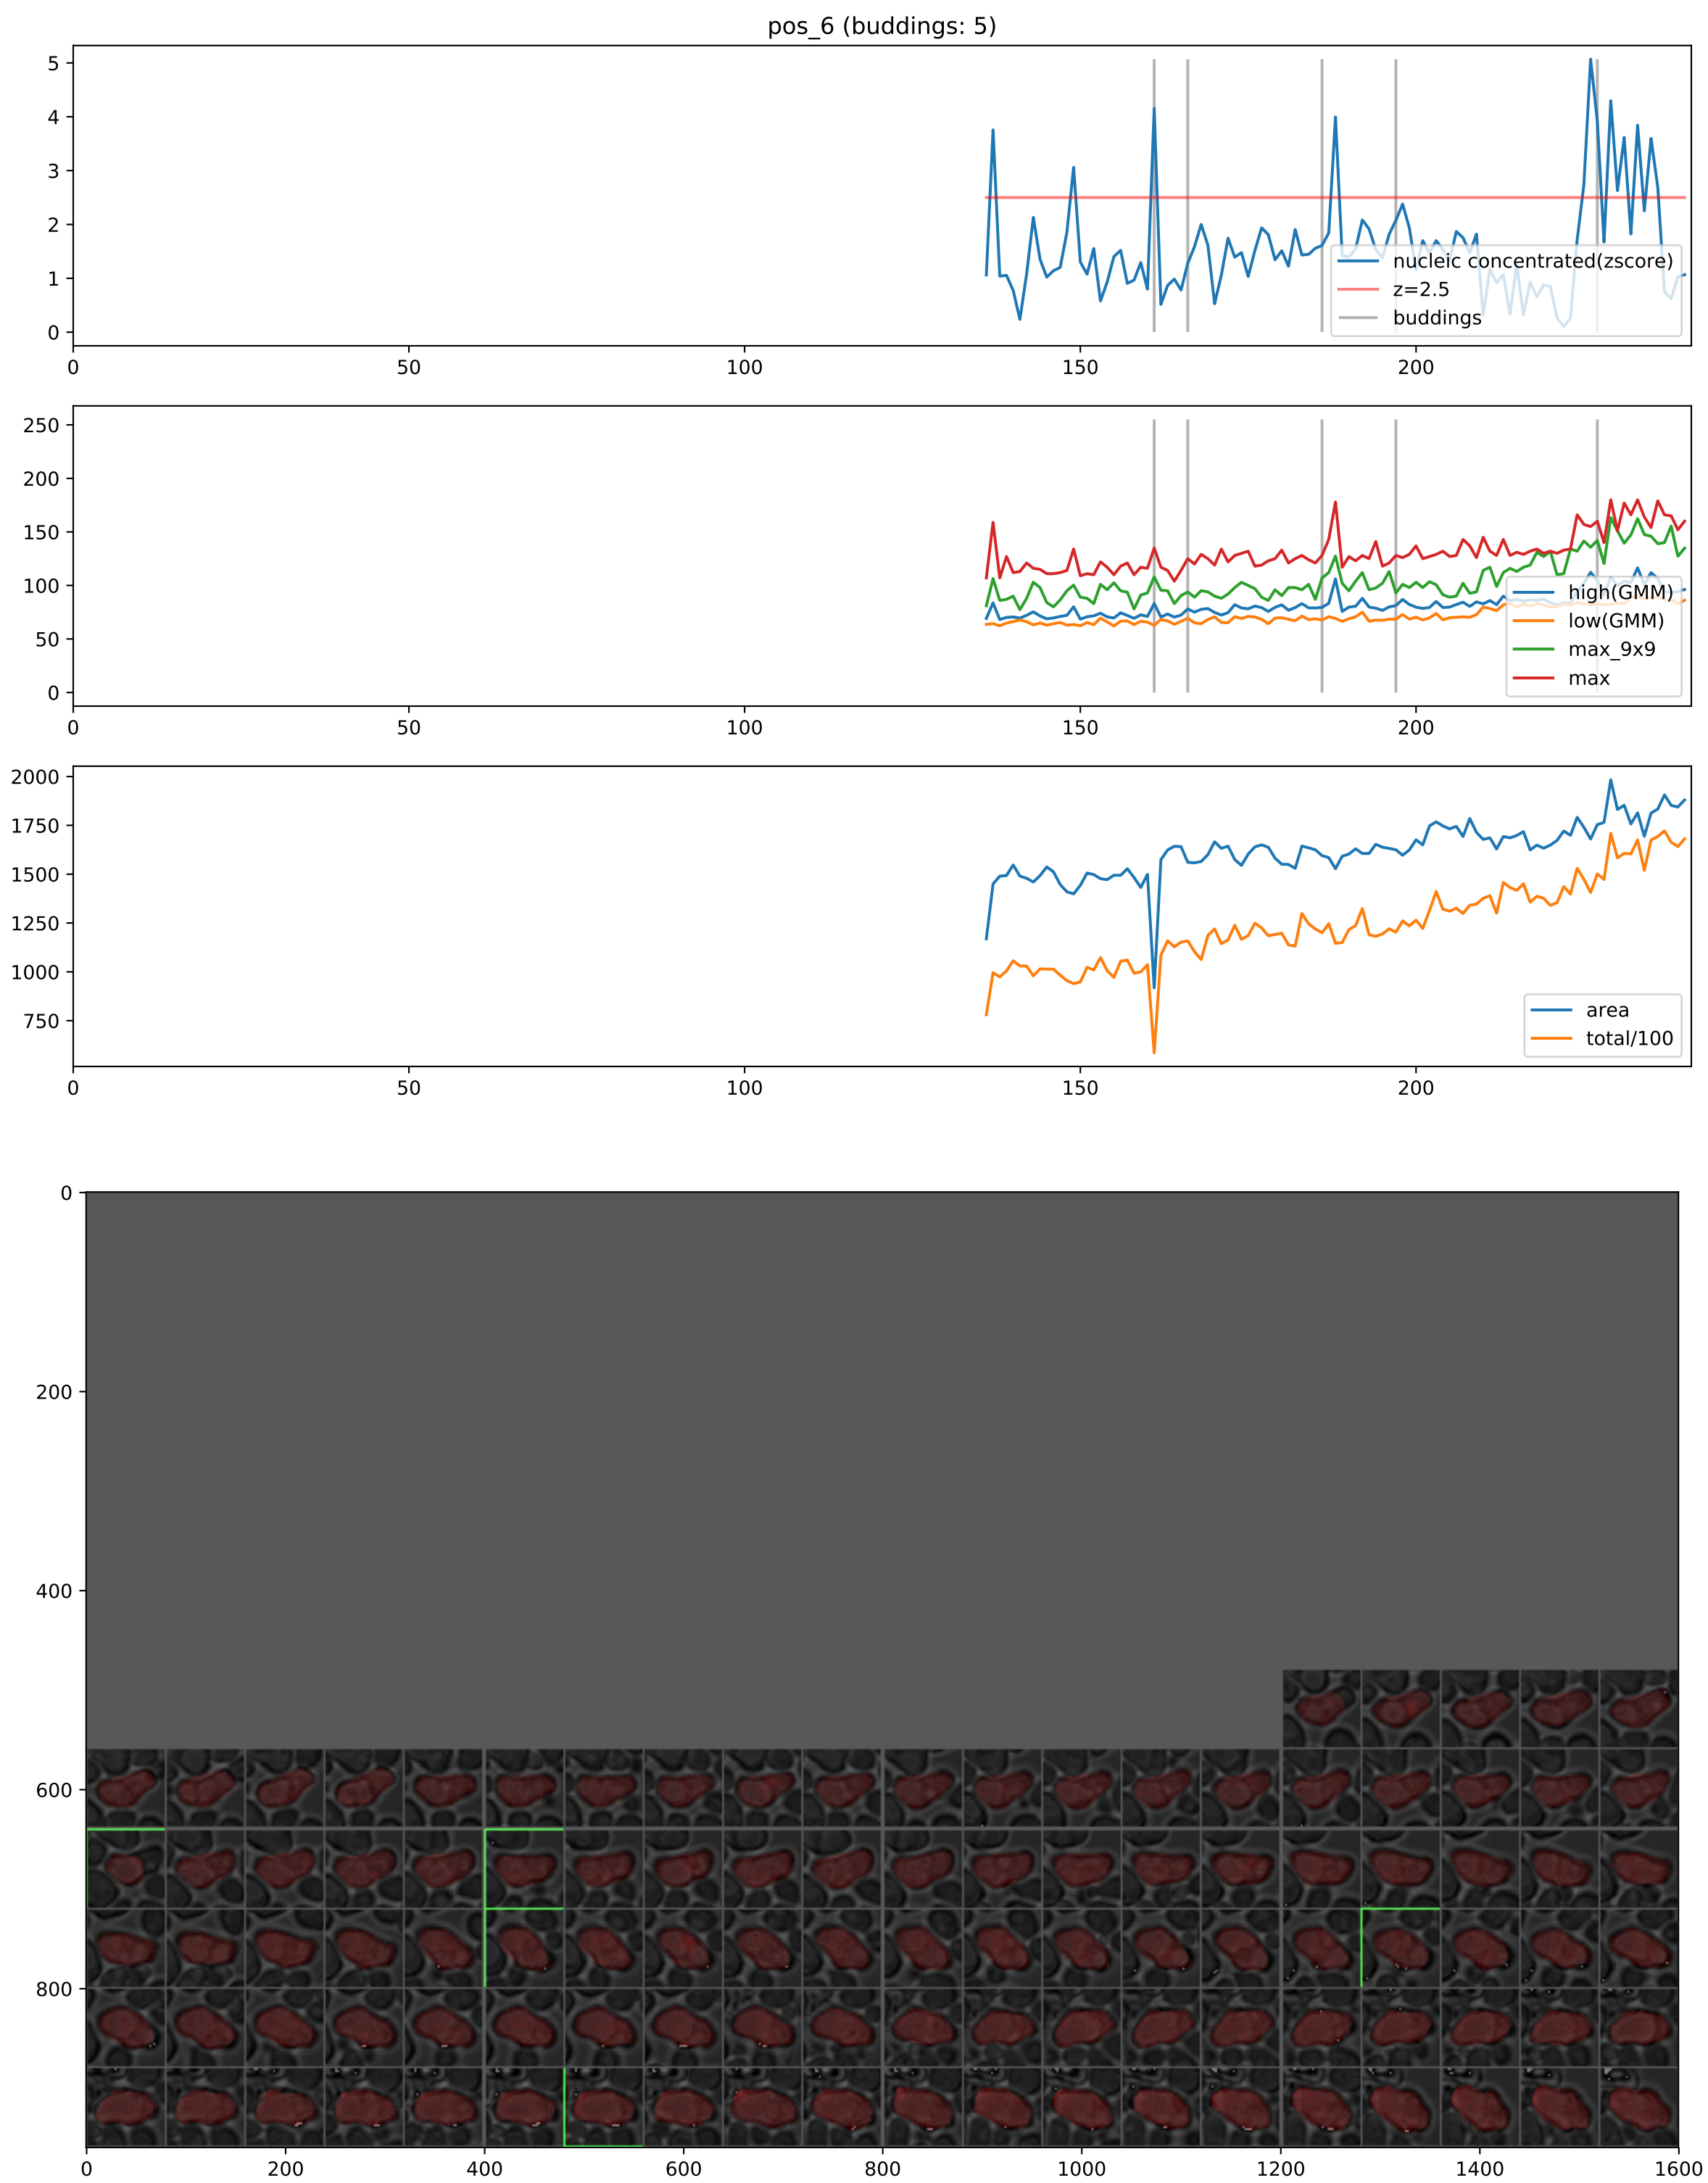 pos_6 (buddings: 5)
5
4
3
2
1
0
nucleic concentrated(zscore)
z=2.5
buddings
0 50 100 150 200
250
200
150
100
50
0
high(GMM)
low(GMM)
max_9x9
max
0 50 100 150 200
2000
1750
1500
1250
1000
750
area
total/100
0 50 100 150 200
0
200
400
600
800
0 200 400 600 800 1000 1200 1400 1600